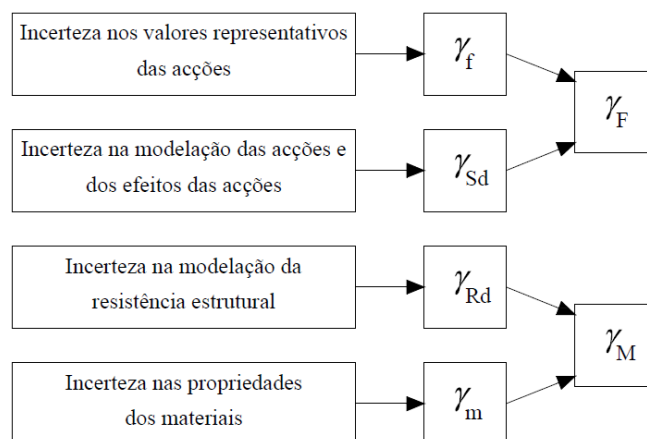 Incerteza nos valores representativos
das acções
γf
γF
Incerteza na modelação das acções e
dos efeitos das acções
γSd
Incerteza na modelação da
resistência estrutural
γRd
γM
Incerteza nas propriedades
dos materiais
γm